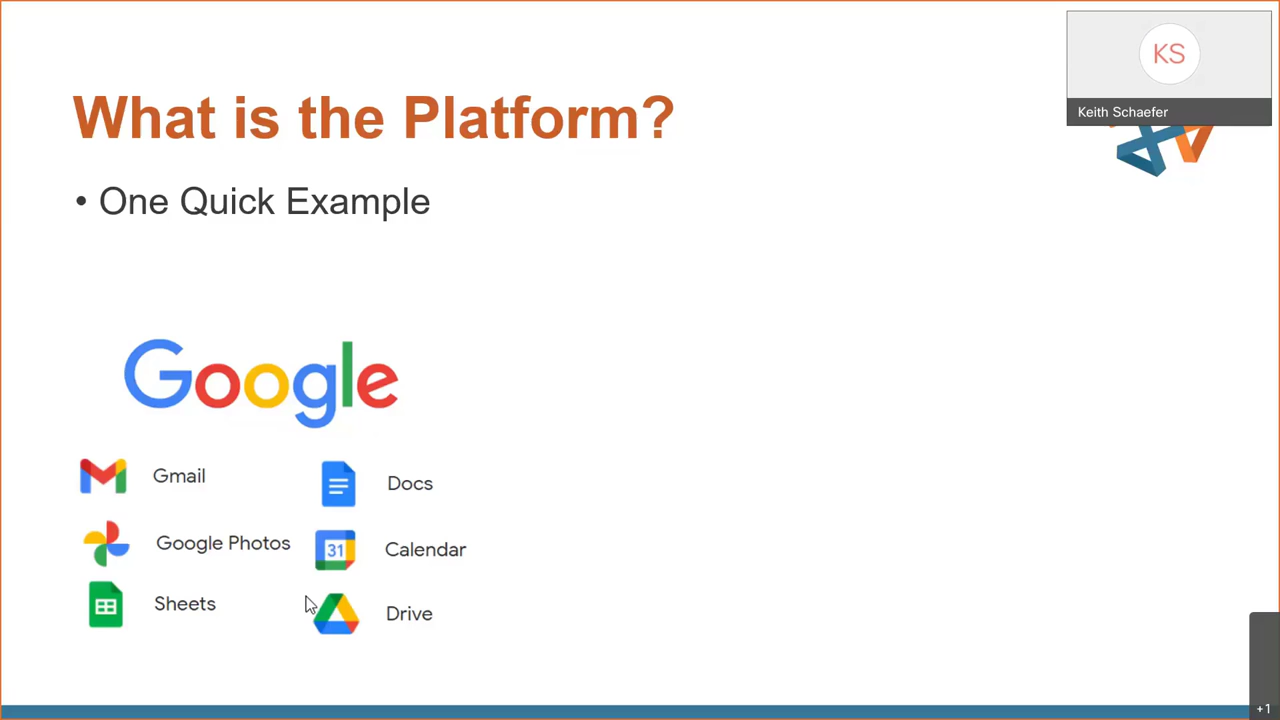 KS
Keith Schaefer
What is the Platform?
• One Quick Example
Google
Gmail
Docs
Google Photos
31
Calendar
Sheets
Drive
+1